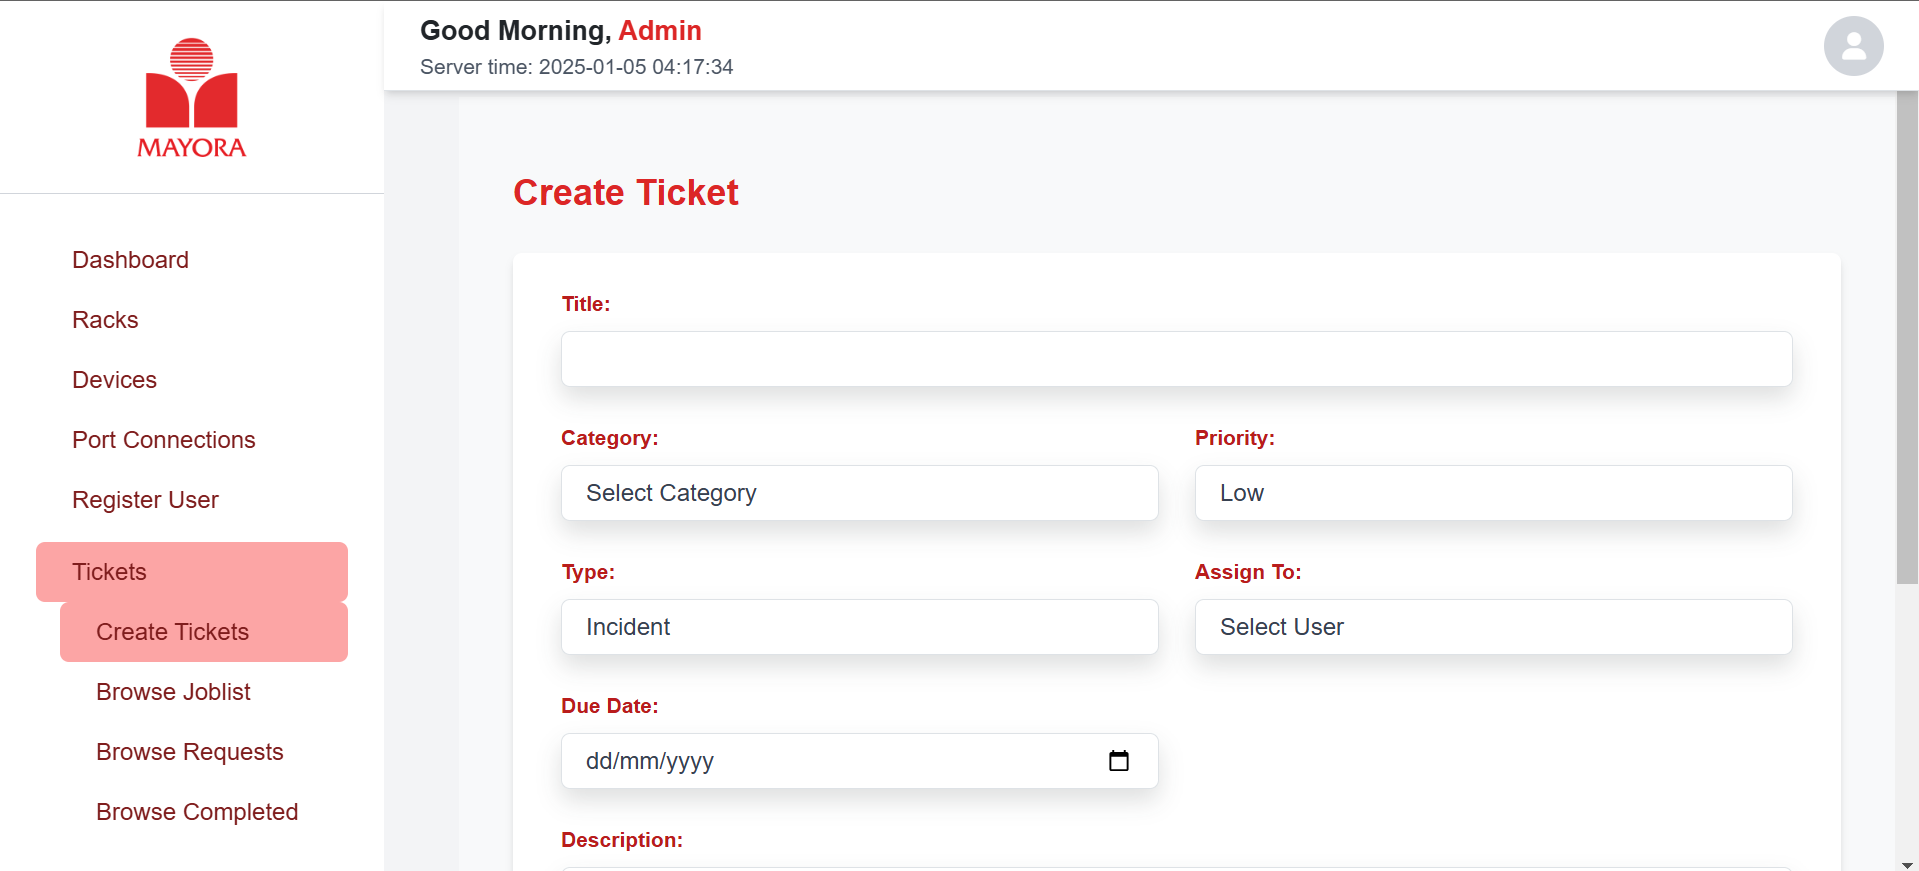 MAYORA
Dashboard
Racks
Devices
Port Connections
Register User
Tickets
Create Tickets
Browse Joblist
Browse Requests
Browse Completed
Good Morning, Admin
Server time: 2025-01-05 04:17:34
Create Ticket
Title:
Category: Priority:
Select Category Low
Type: Assign To:
Incident Select User
Due Date:
dd/mm/yyyy
Description: